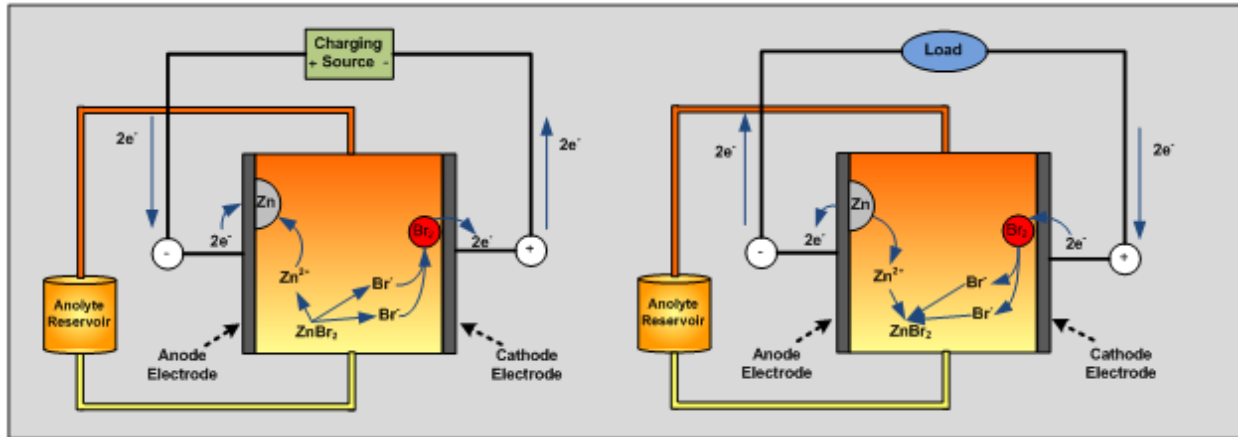 Charging
+ Source -
2e⁻
2e⁻
Zn
Br₂
2e⁻
2e⁻
-
+
Zn²⁺
Br⁻
Br⁻
ZnBr₂
Anolyte
Reservoir
Anode
Electrode
Cathode
Electrode
Load
2e⁻
2e⁻
Zn
Br₂
2e⁻
2e⁻
-
+
Zn²⁺
Br⁻
Br⁻
ZnBr₂
Anolyte
Reservoir
Anode
Electrode
Cathode
Electrode